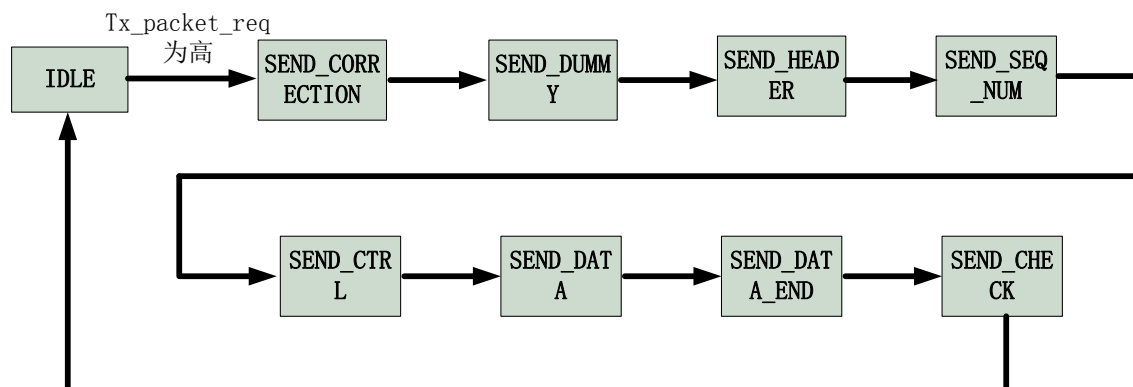 Tx_packet_req
为高
IDLE
SEND_CORR
ECTION
SEND_DUMM
Y
SEND_HEAD
ER
SEND_SEQ
_NUM
SEND_CTR
L
SEND_DAT
A
SEND_DAT
A_END
SEND_CHE
CK